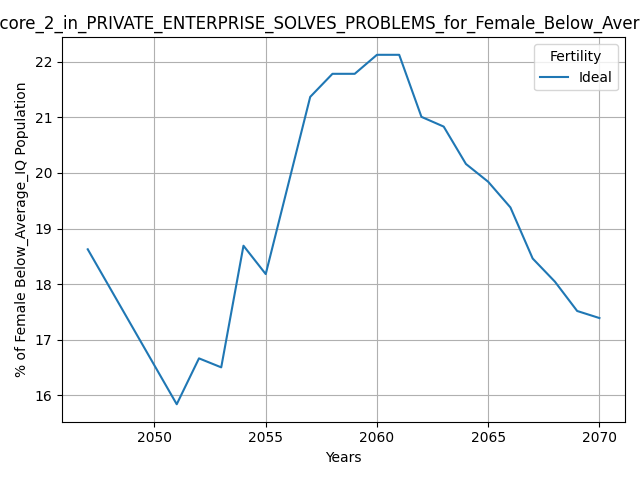 core_2_in_PRIVATE_ENTERPRISE_SOLVES_PROBLEMS_for_Female_Below_Aver
Fertility
Ideal
% of Female Below_Average_IQ Population
22
21
20
19
18
17
16
2050
2055
2060
2065
2070
Years